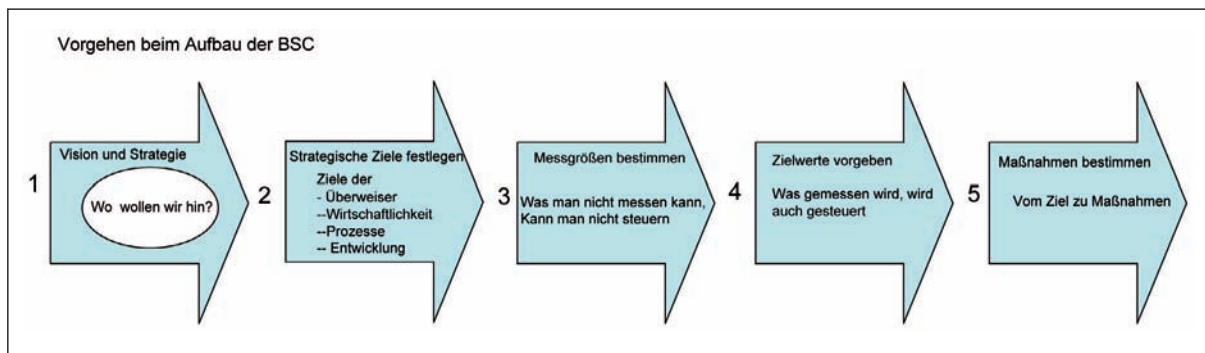 Vorgehen beim Aufbau der BSC
1
Vision und Strategie
Wo wollen wir hin?
2
Strategische Ziele festlegen
Ziele der
- Überweiser
--Wirtschaftlichkeit
--Prozesse
-- Entwicklung
3
Messgrößen bestimmen
Was man nicht messen kann,
Kann man nicht steuern
4
Zielwerte vorgeben
Was gemessen wird, wird
auch gesteuert
5
Maßnahmen bestimmen
Vom Ziel zu Maßnahmen